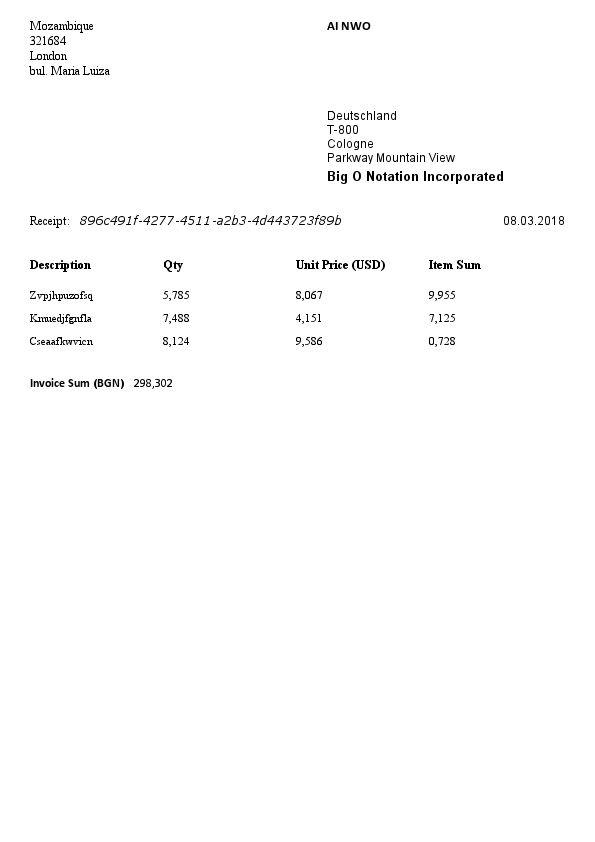 Mozambique
321684
London
bul. Maria Luiza
AI NWO
Deutschland
T-800
Cologne
Parkway Mountain View
Big O Notation Incorporated
Receipt: 896c491f-4277-4511-a2b3-4d443723f89b 08.03.2018
Description Qty Unit Price (USD) Item Sum
Zvpjhpuzofsq 5,785 8,067 9,955
Kmuedjfgnfla 7,488 4,151 7,125
Cseaafkwvicn 8,124 9,586 0,728
Invoice Sum (BGN) 298,302